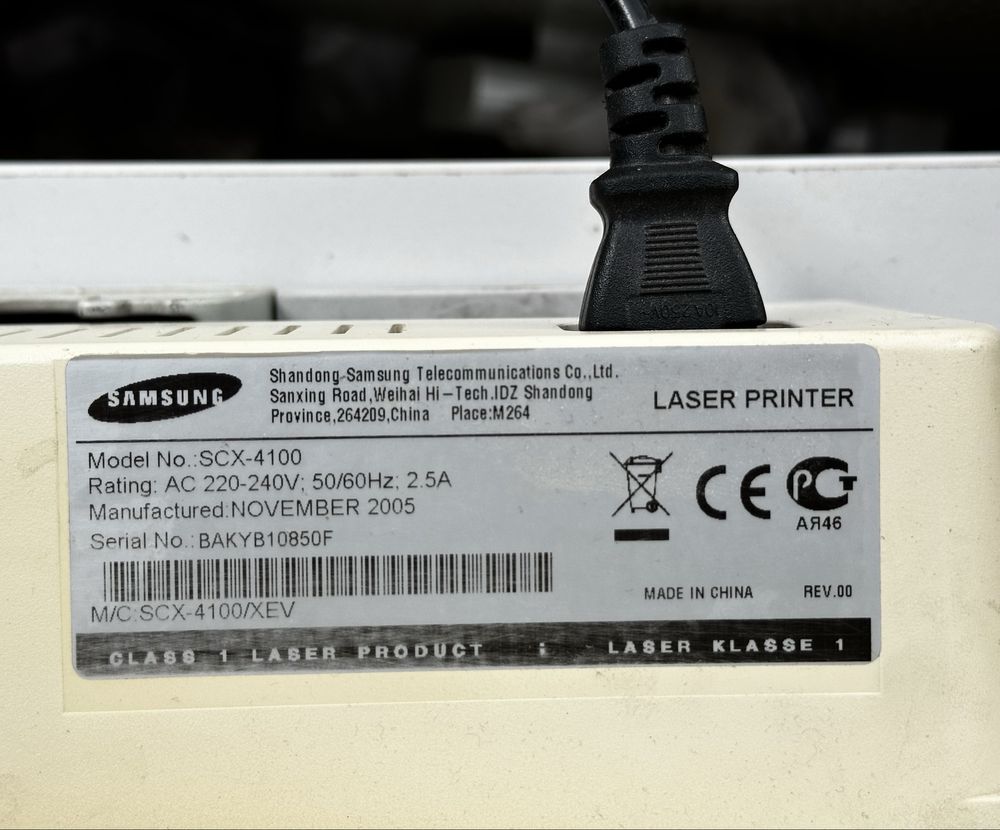 SAMSUNG
Shandong Samsung Telecommunications Co.,Ltd.
Sanxing Road,Weihai Hi-Tech.IDZ Shandong
Province,264209,China Place:M264
LASER PRINTER
Model No.:SCX-4100
Rating: AC 220-240V; 50/60Hz; 2.5A
Manufactured:NOVEMBER 2005
Serial No.:BAKYB10850F
M/C:SCX-4100/XEV
CE
РСТ
АЯ46
MADE IN CHINA REV.00
CLASS 1 LASER PRODUCT ; LASER KLASSE 1